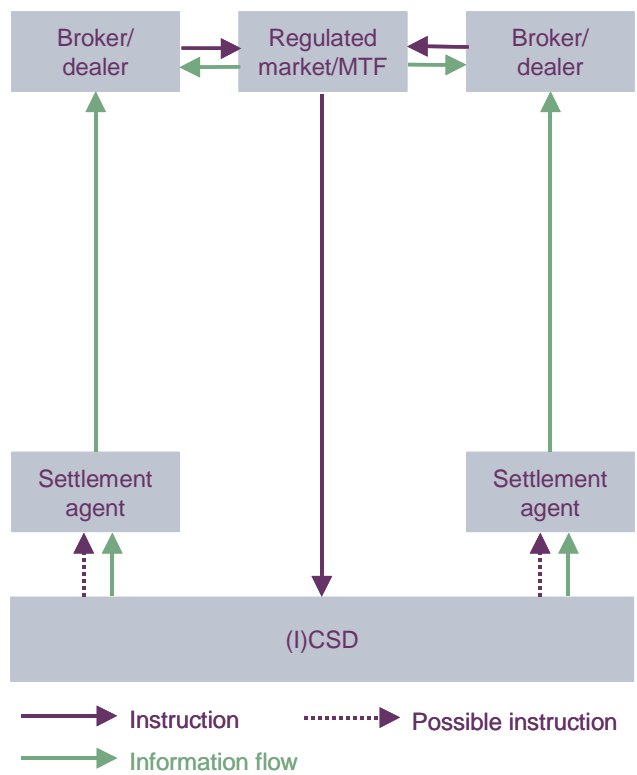 Broker/
dealer
Regulated
market/MTF
Broker/
dealer
Settlement
agent
Settlement
agent
(I)CSD
Instruction
Possible instruction
Information flow